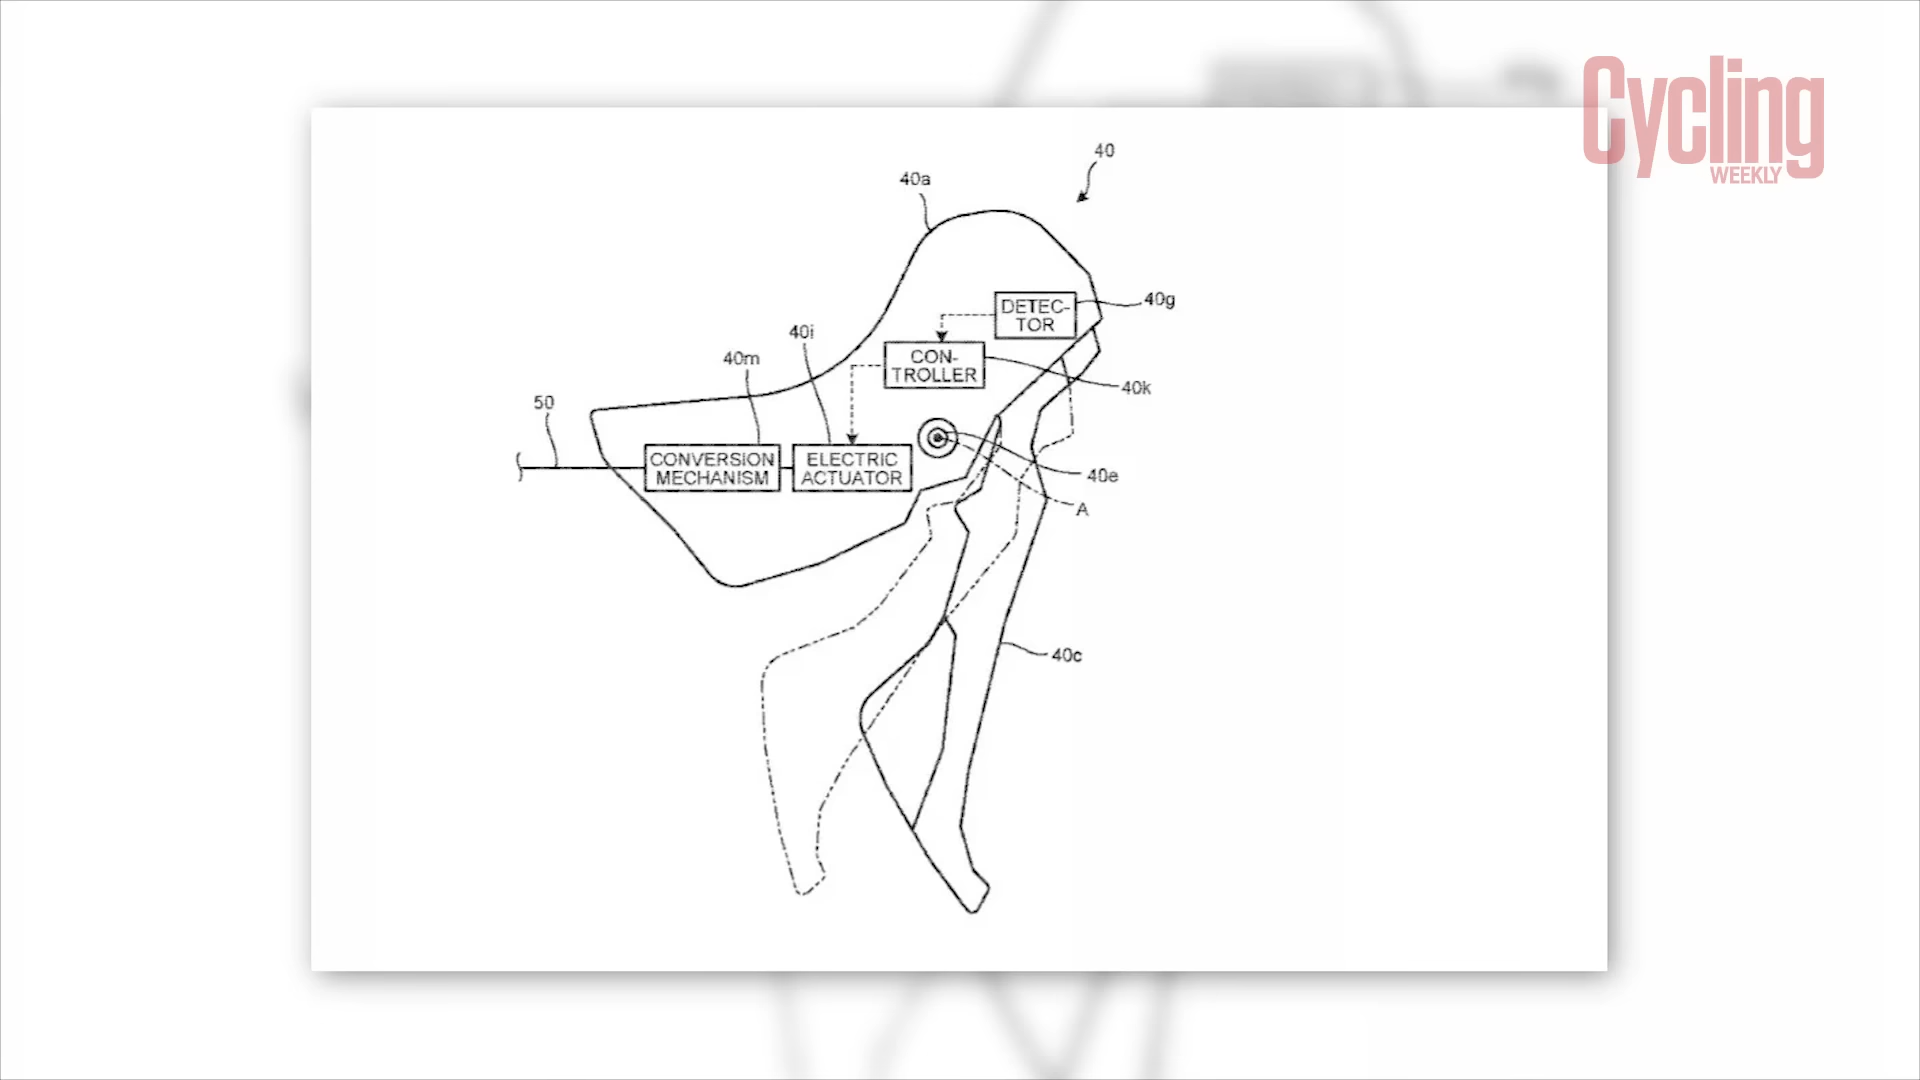 Cycling
WEEKLY
40
40a
DETEC-
TOR
40g
40i
40m
CON-
TROLLER
40k
50
CONVERSION
MECHANISM
ELECTRIC
ACTUATOR
40e
A
40c